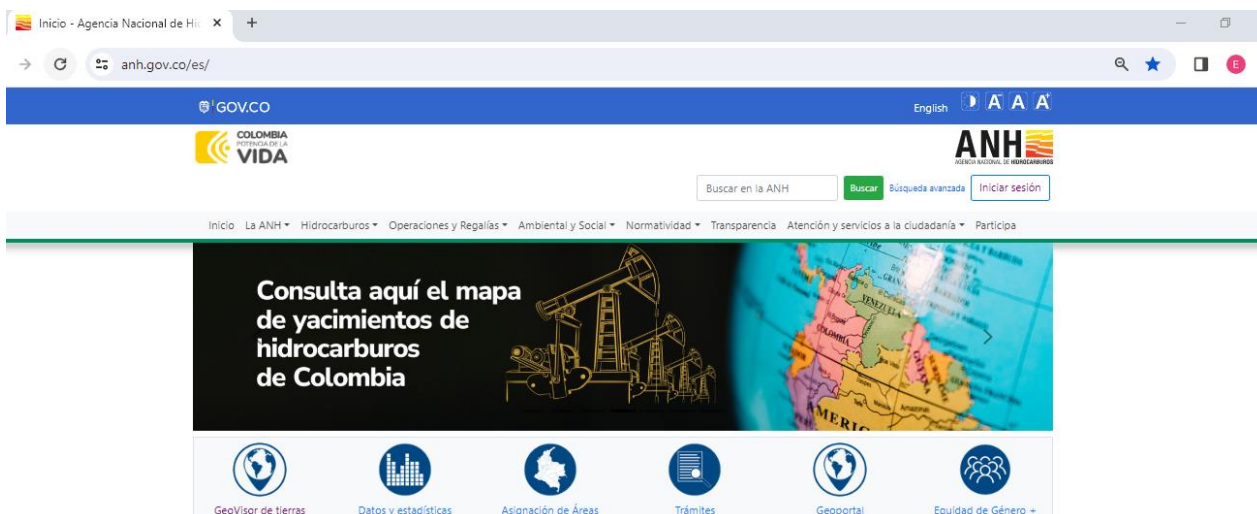 Inicio - Agencia Nacional de Hi
anh.gov.co/es/
E
GOV.CO
English
A A A
COLOMBIA
POTENCIA DE LA
VIDA
ANH
AGENCIA NACIONAL DE HIDROCARBUROS
Buscar en la ANH
Buscar
Búsqueda avanzada
Iniciar sesión
Inicio La ANH Hidrocarburos Operaciones y Regalías Ambiental y Social Normatividad Transparencia Atención y servicios a la ciudadanía Participa
Consulta aquí el mapa
de yacimientos de
hidrocarburos
de Colombia
VENEZUELA
COLOMBIA
GeoVisor de tierras
Datos y estadísticas
Asignación de Áreas
Trámites
Geoportal
Equidad de Género +